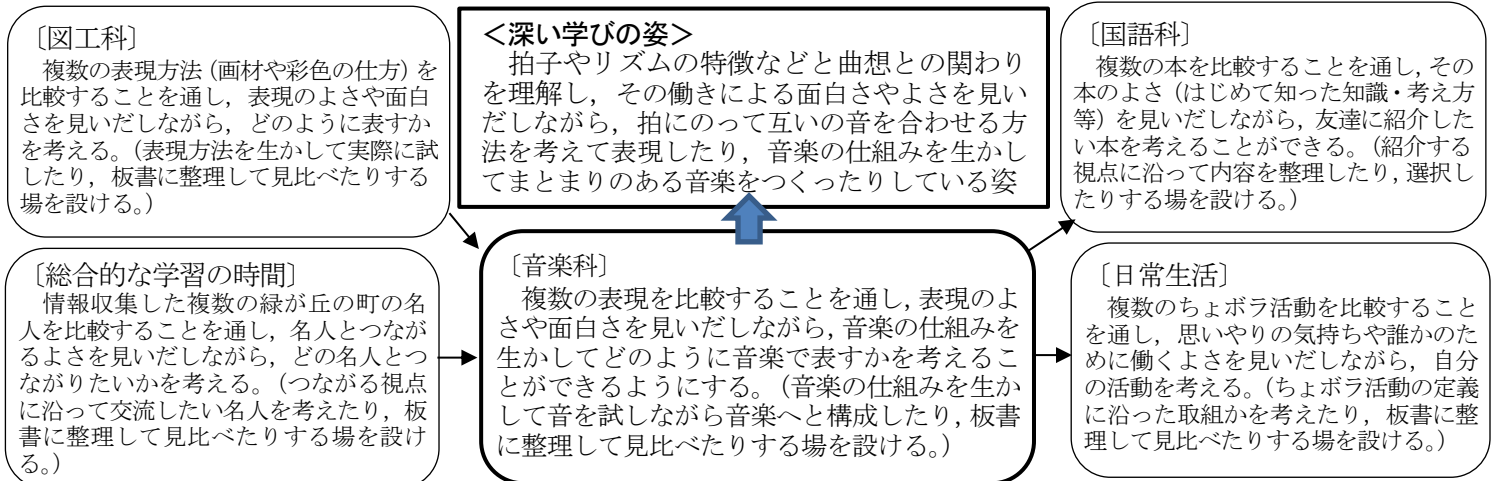 〔図工科〕
複数の表現方法(画材や彩色の仕方)を
比較することを通し，表現のよさや面白
さを見いだしながら，どのように表すか
を考える。(表現方法を生かして実際に試
したり，板書に整理して見比べたりする
場を設ける。)
<深い学びの姿>
拍子やリズムの特徴などと曲想との関わり
を理解し，その働きによる面白さやよさを見い
だしながら，拍にのって互いの音を合わせる方
法を考えて表現したり，音楽の仕組みを生かし
てまとまりのある音楽をつくったりしている姿
〔国語科〕
複数の本を比較することを通し，その
本のよさ(はじめて知った知識・考え方
等)を見いだしながら，友達に紹介した
い本を考えることができる。(紹介する
視点に沿って内容を整理したり，選択し
たりする場を設ける。)
〔総合的な学習の時間〕
情報収集した複数の緑が丘の町の名
人を比較することを通し，名人とつなが
るよさを見いだしながら，どの名人とつ
ながりたいかを考える。(つながる視点
に沿って交流したい名人を考えたり，板
書に整理して見比べたりする場を設け
る。)
〔音楽科〕
複数の表現を比較することを通し，表現のよ
さや面白さを見いだしながら，音楽の仕組みを
生かしてどのように音楽で表すかを考えるこ
とができるようにする。(音楽の仕組みを生か
して音を試しながら音楽へと構成したり，板書
に整理して見比べたりする場を設ける。)
〔日常生活〕
複数のちょボラ活動を比較すること
を通し，思いやりの気持ちや誰かのた
めに働くよさを見いだしながら，自分
の活動を考える。(ちょボラ活動の定義
に沿った取組かを考えたり，板書に整
理して見比べたりする場を設ける。)